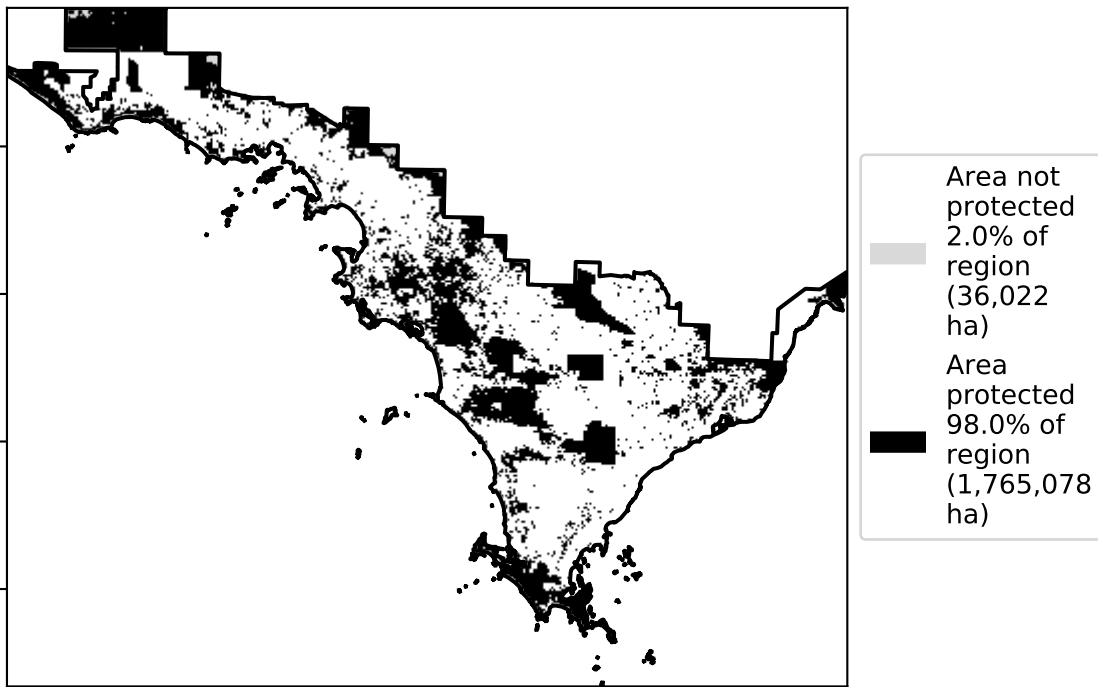 Area not
protected
2.0% of
region
(36,022
ha)
Area
protected
98.0% of
region
(1,765,078
ha)